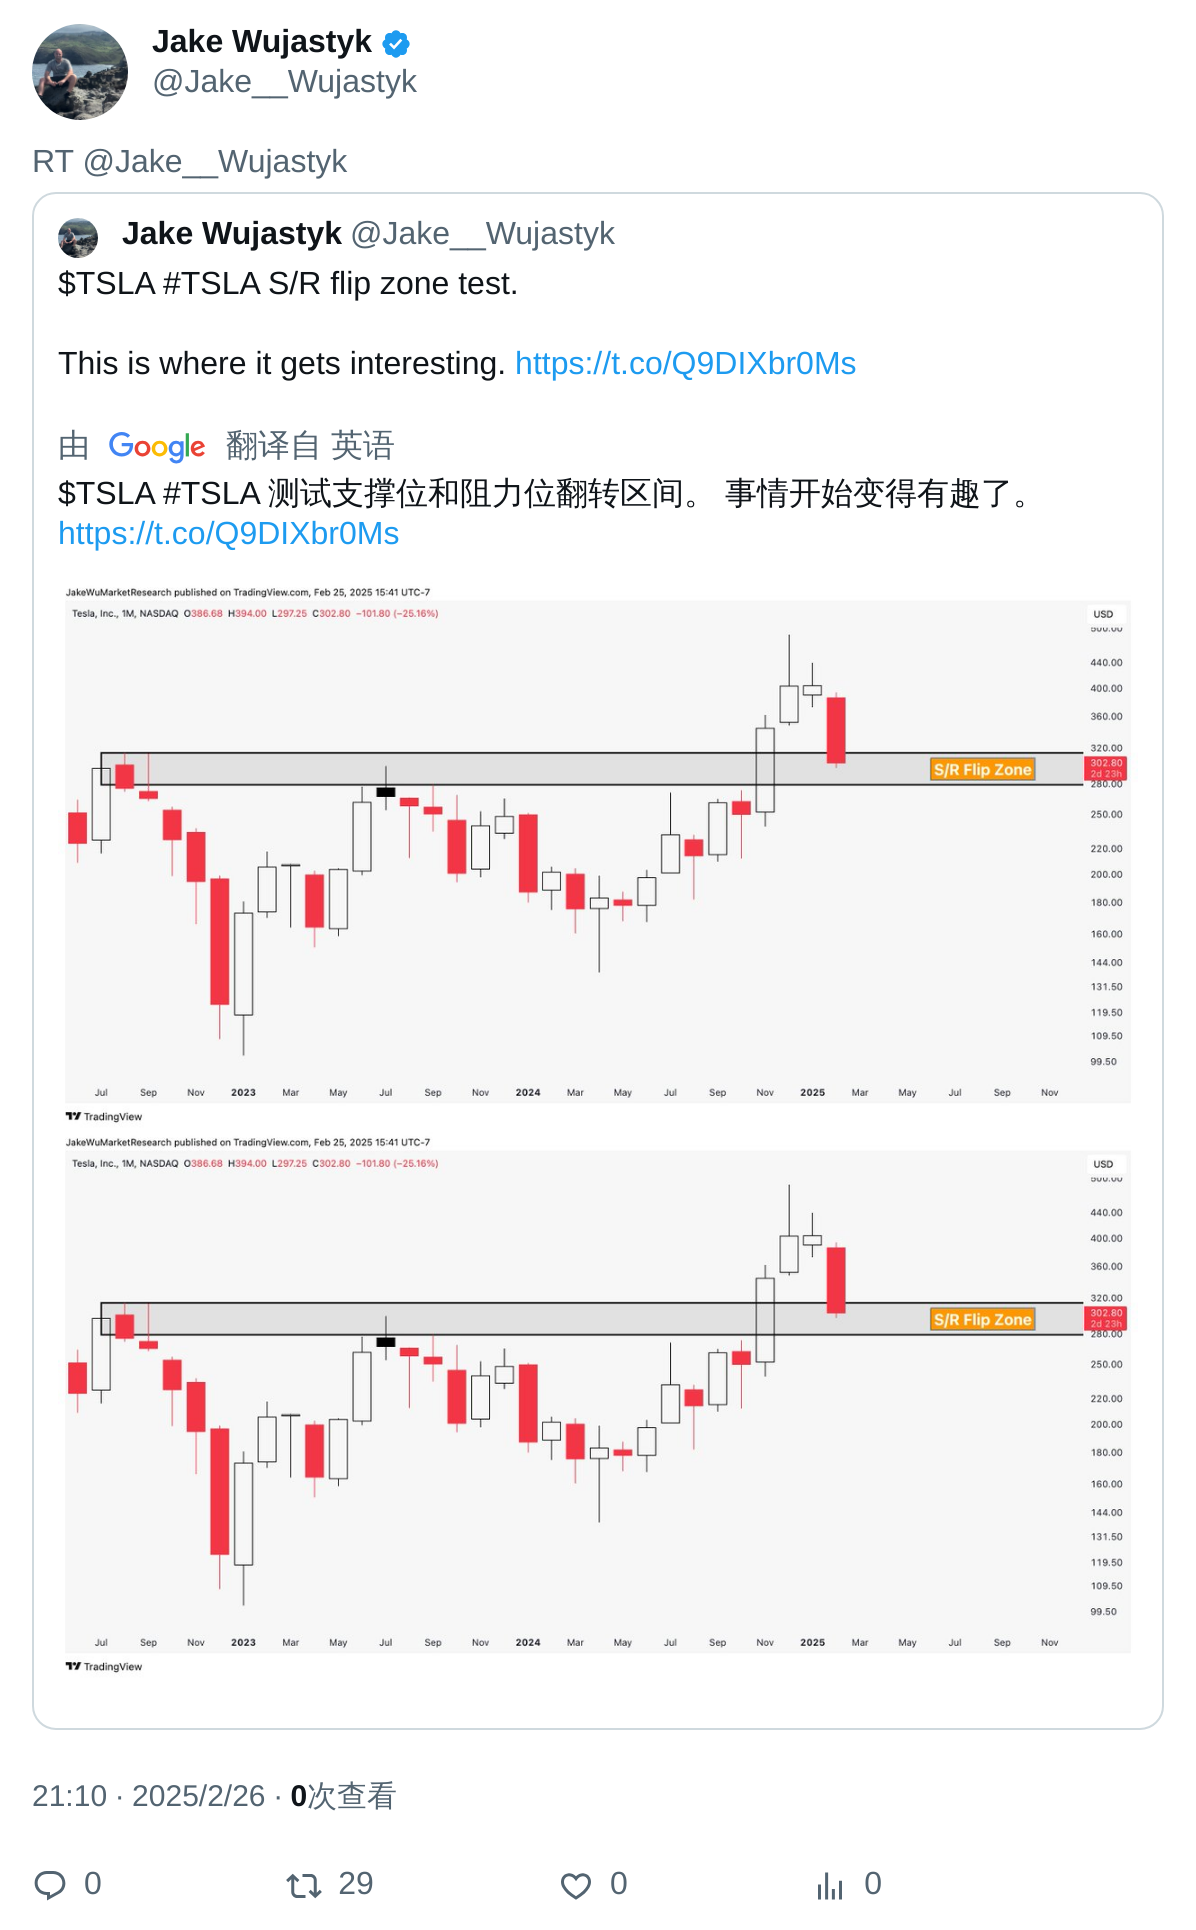 Jake Wujastyk
@Jake__Wujastyk
RT @Jake__Wujastyk
Jake Wujastyk @Jake__Wujastyk
$TSLA #TSLA S/R flip zone test.
This is where it gets interesting. https://t.co/Q9DIXbr0Ms
由 Google 翻译自 英语
$TSLA #TSLA 测试支撑位和阻力位翻转区间。 事情开始变得有趣了。
https://t.co/Q9DIXbr0Ms
JakeWuMarketResearch published on TradingView.com, Feb 25, 2025 15:41 UTC-7
Tesla, Inc., 1M, NASDAQ O386.68 H394.00 L297.25 C302.80 −101.80 (−25.16%)
USD
500.00
440.00
400.00
360.00
320.00
S/R Flip Zone
302.80
2d 23h
280.00
250.00
220.00
200.00
180.00
160.00
144.00
131.50
119.50
109.50
99.50
Jul Sep Nov 2023 Mar May Jul Sep Nov 2024 Mar May Jul Sep Nov 2025 Mar May Jul Sep Nov
TradingView
JakeWuMarketResearch published on TradingView.com, Feb 25, 2025 15:41 UTC-7
Tesla, Inc., 1M, NASDAQ O386.68 H394.00 L297.25 C302.80 −101.80 (−25.16%)
USD
500.00
440.00
400.00
360.00
320.00
S/R Flip Zone
302.80
2d 23h
280.00
250.00
220.00
200.00
180.00
160.00
144.00
131.50
119.50
109.50
99.50
Jul Sep Nov 2023 Mar May Jul Sep Nov 2024 Mar May Jul Sep Nov 2025 Mar May Jul Sep Nov
TradingView
21:10 · 2025/2/26 · 0次查看
0 29 0 0